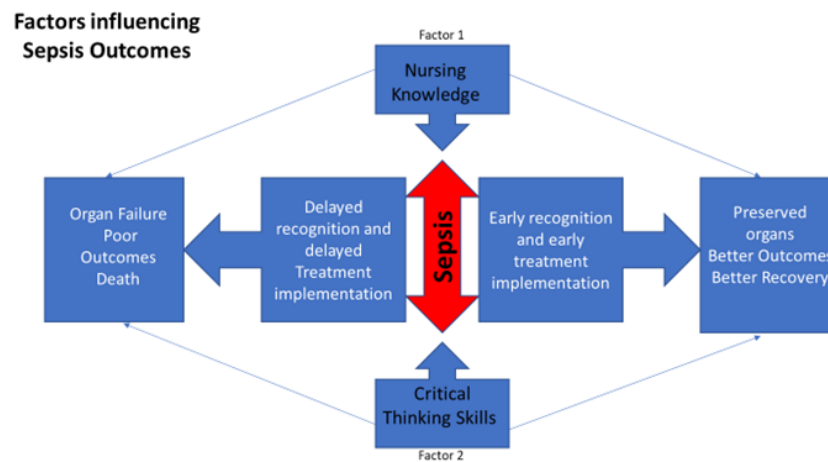 Factors influencing
Sepsis Outcomes
Factor 1
Nursing
Knowledge
Organ Failure
Poor
Outcomes
Death
Delayed
recognition and
delayed
Treatment
implementation
Sepsis
Early recognition
and early
treatment
implementation
Preserved
organs
Better Outcomes
Better Recovery
Critical
Thinking Skills
Factor 2